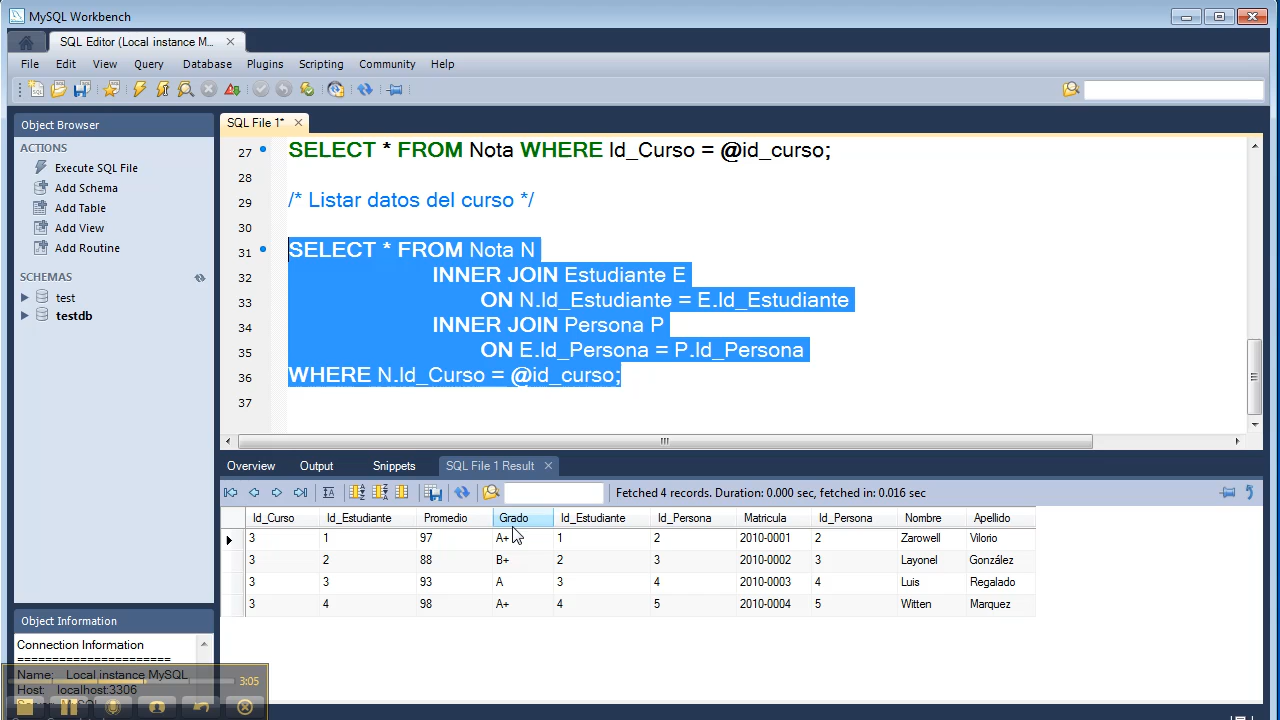 MySQL Workbench
SQL Editor (Local instance M...
File Edit View Query Database Plugins Scripting Community Help
Object Browser
ACTIONS
Execute SQL File
Add Schema
Add Table
Add View
Add Routine
SCHEMAS
test
testdb
SQL File 1*
27 SELECT * FROM Nota WHERE Id_Curso = @id_curso;
28
29 /* Listar datos del curso */
30
31 SELECT * FROM Nota N
32 INNER JOIN Estudiante E
33 ON N.Id_Estudiante = E.Id_Estudiante
34 INNER JOIN Persona P
35 ON E.Id_Persona = P.Id_Persona
36 WHERE N.Id_Curso = @id_curso;
37
Overview Output Snippets SQL File 1 Result
Fetched 4 records. Duration: 0.000 sec, fetched in: 0.016 sec
Id_Curso Id_Estudiante Promedio Grado Id_Estudiante Id_Persona Matricula Id_Persona Nombre Apellido
3 1 97 A+ 1 2 2010-0001 2 Zarowell Vilorio
3 2 88 B+ 2 3 2010-0002 3 Layonel González
3 3 93 A 3 4 2010-0003 4 Luis Regalado
3 4 98 A+ 4 5 2010-0004 5 Witten Marquez
Object Information
Connection Information
=====================
Name: Local instance MySQL
Host: localhost:3306
3:05